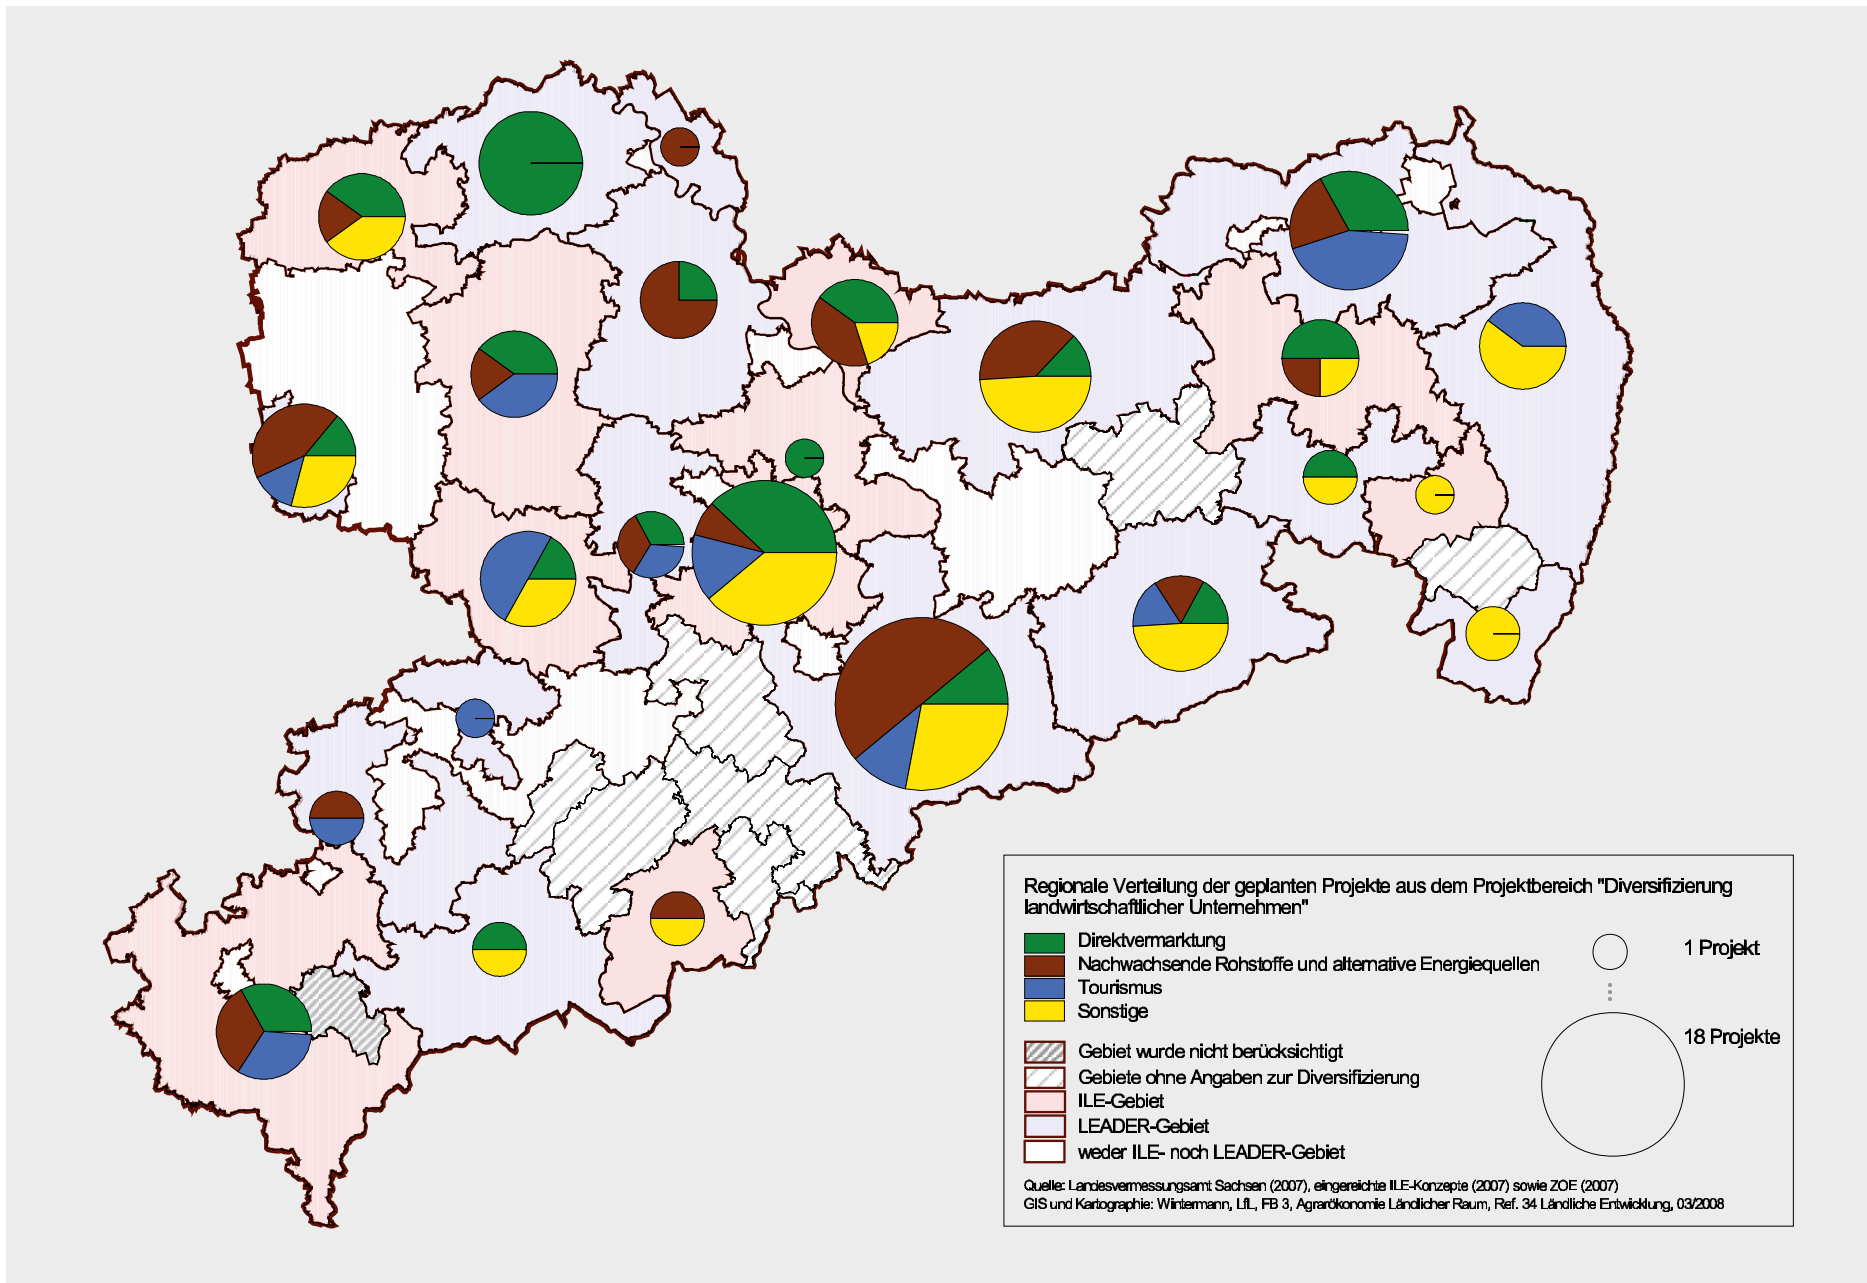 Regionale Verteilung der geplanten Projekte aus dem Projektbereich "Diversifizierung
landwirtschaftlicher Unternehmen"
Direktvermarktung
Nachwachsende Rohstoffe und alternative Energiequellen
Tourismus
Sonstige
1 Projekt
18 Projekte
Gebiet wurde nicht berücksichtigt
Gebiete ohne Angaben zur Diversifizierung
ILE-Gebiet
LEADER-Gebiet
weder ILE- noch LEADER-Gebiet
Quelle: Landesvermessungsamt Sachsen (2007), eingereichte ILE-Konzepte (2007) sowie ZOE (2007)
GIS und Kartographie: Wintermann, LfL, FB 3, Agrarökonomie Ländlicher Raum, Ref. 34 Ländliche Entwicklung, 03/2008